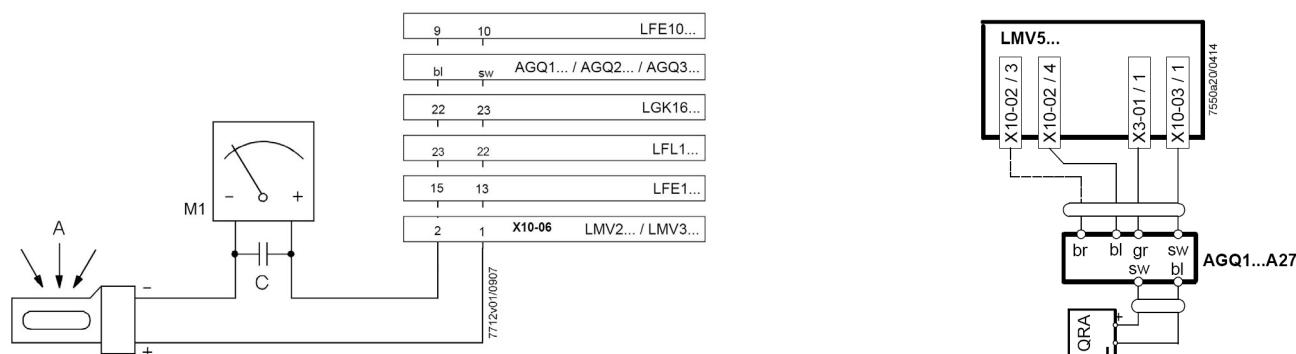 9 10 LFE10...
bl sw AGQ1... / AGQ2... / AGQ3...
22 23 LGK16...
23 22 LFL1...
15 13 LFE1...
2 1 X10-06 LMV2... / LMV3...
M1
- +
A
C
-
+
7712v01/0907
LMV5...
X10-02 / 3
X10-02 / 4
X3-01 / 1
X10-03 / 1
7550a20/0414
br bl gr sw
sw bl
AGQ1...A27
QRA
+